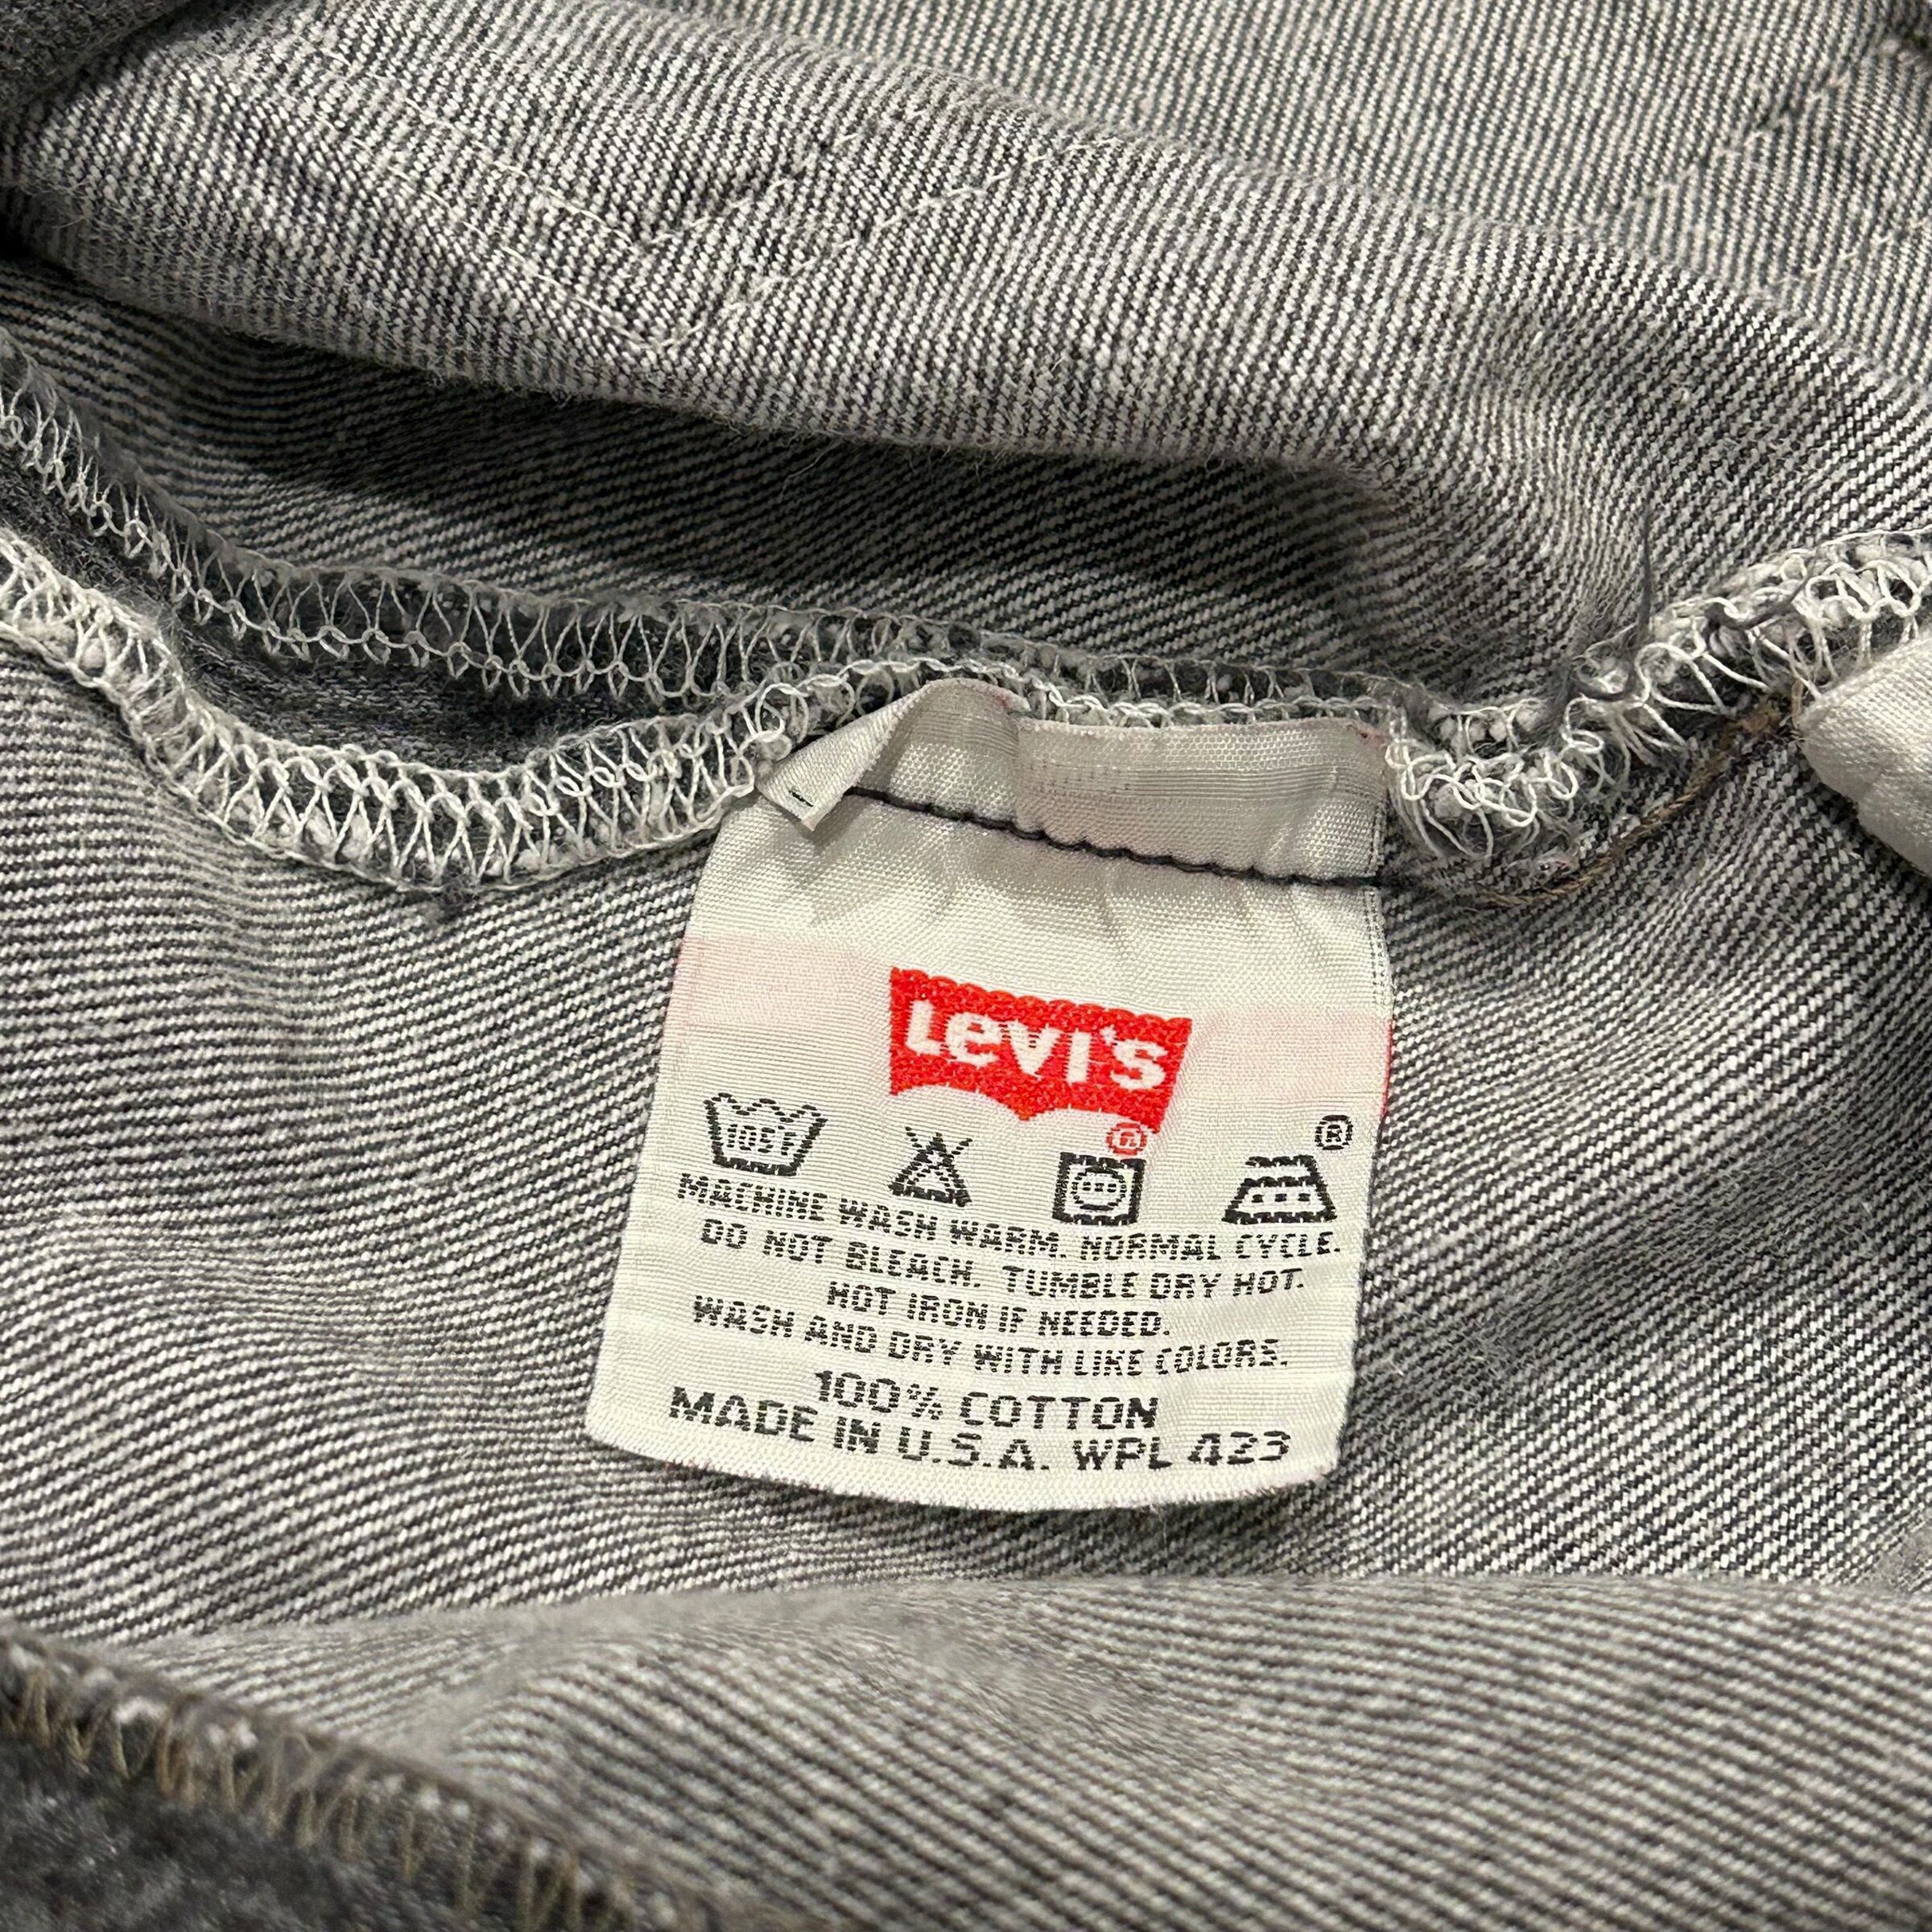 Levi's
®
105F
®
MACHINE WASH WARM. NORMAL CYCLE.
DO NOT BLEACH. TUMBLE DRY HOT.
HOT IRON IF NEEDED.
WASH AND DRY WITH LIKE COLORS.
100% COTTON
MADE IN U.S.A. WPL 423